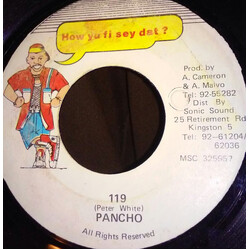 How yu fi sey dat ?
Prod. by
A. Cameron
& A. Malvo
Tel: 92-55282
Dist By
Sonic Sound
25 Retirement Rd
Kingston 5
Tel: 92-61204
62036
MSC
119
(Peter White)
PANCHO
All Rights Reserved